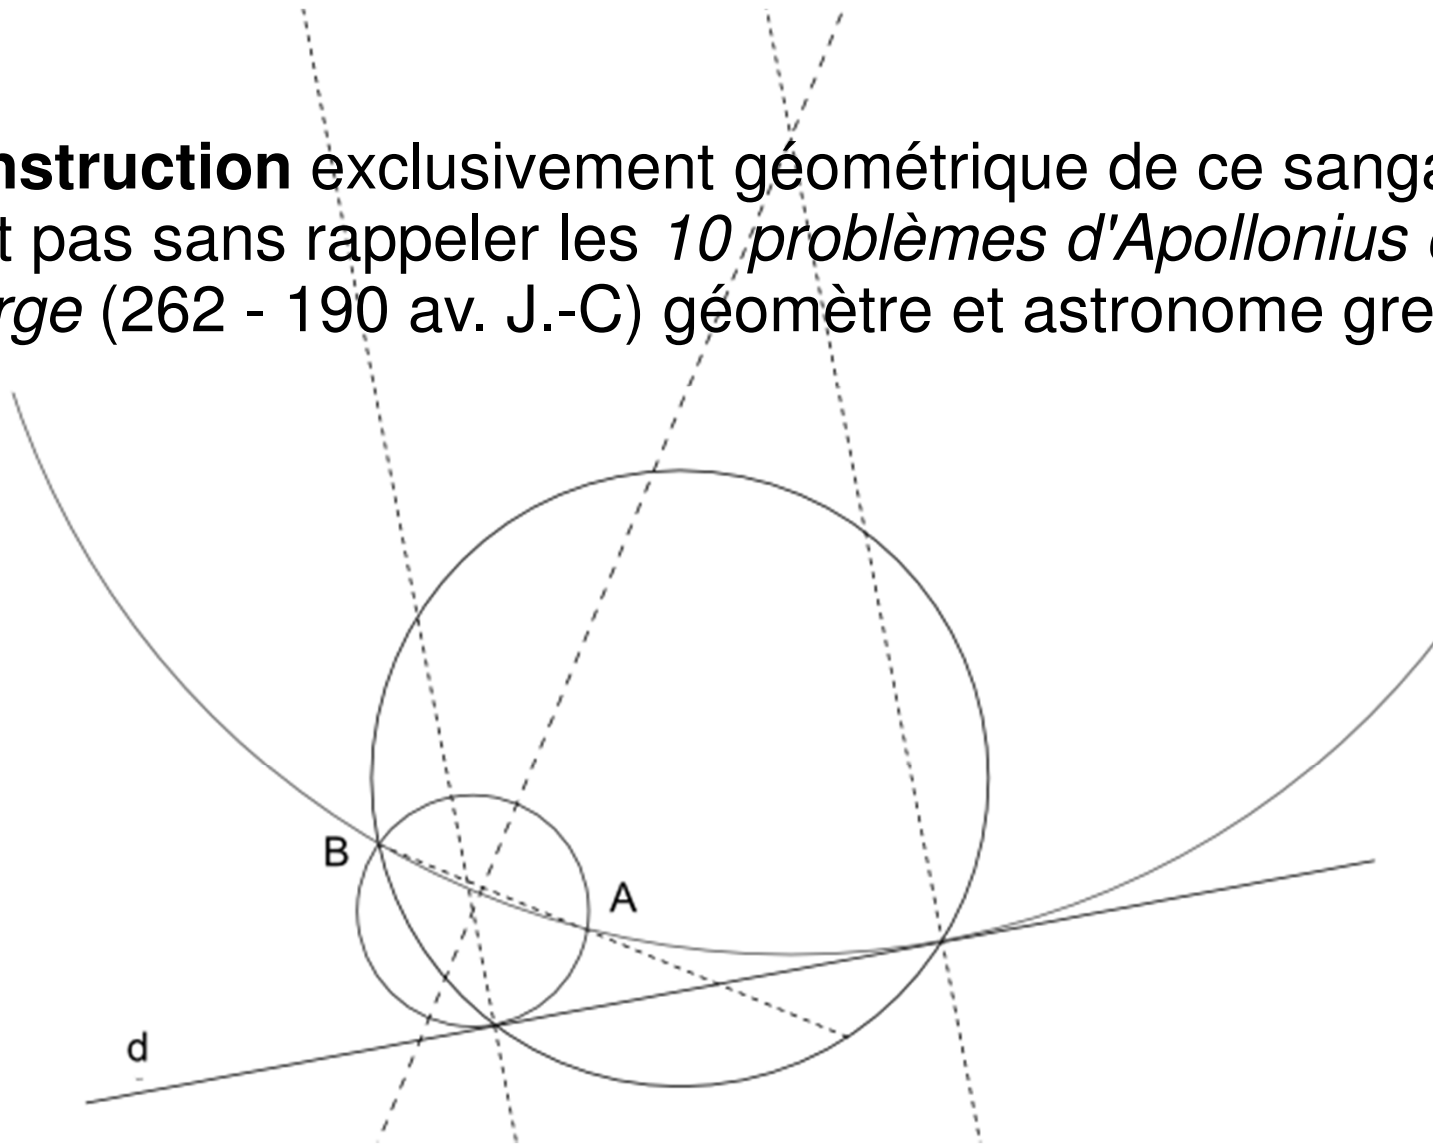 nstruction exclusivement géométrique de ce sanga
t pas sans rappeler les 10 problèmes d'Apollonius
rge (262 - 190 av. J.-C) géomètre et astronome gre
B
A
d